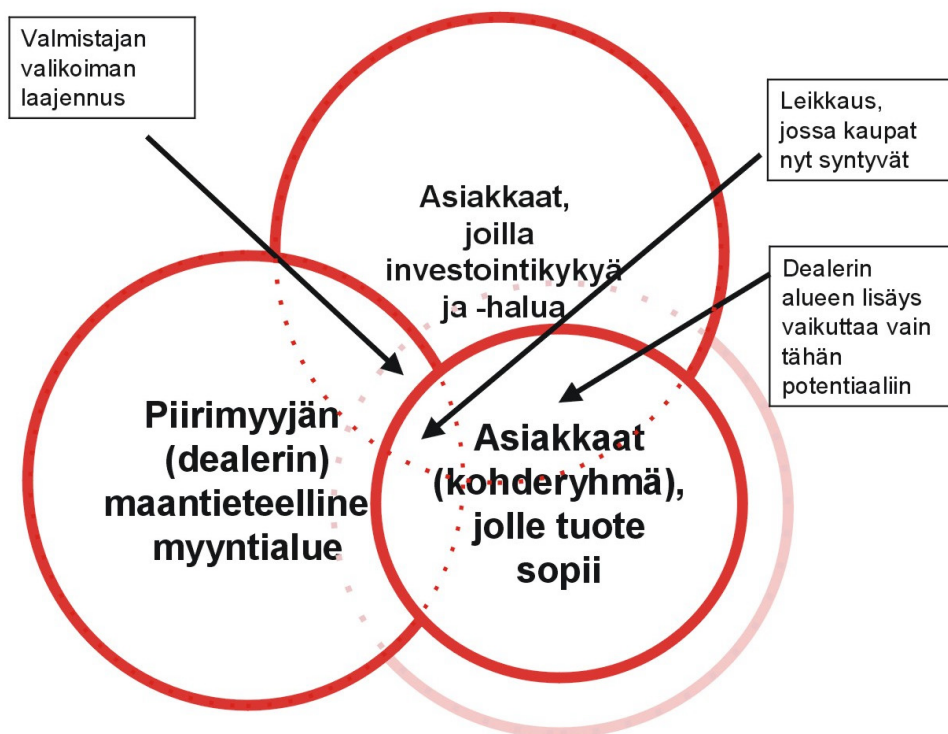 Valmistajan
valikoiman
laajennus
Leikkaus,
jossa kaupat
nyt syntyvät
Asiakkaat,
joilla
investointikykyä
ja -halua
Dealerin
alueen lisäys
vaikuttaa vain
tähän
potentiaaliin
Piirimyyjän
(dealerin)
maantieteelline
myyntialue
Asiakkaat
(kohderyhmä),
jolle tuote
sopii